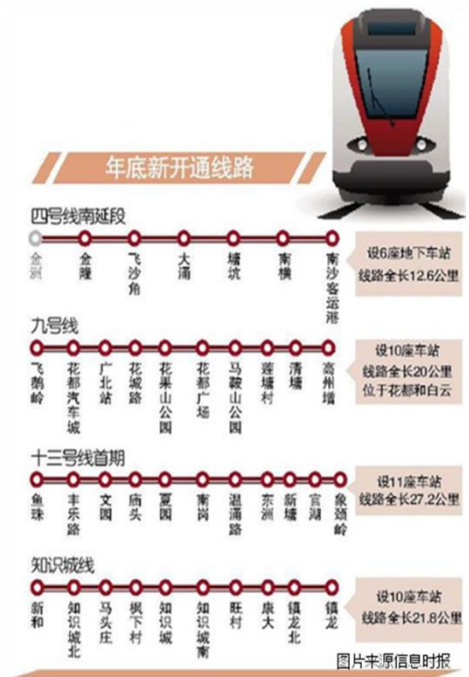 年底新开通线路
四号线南延段
金洲
金隆
飞沙角
大涌
塘坑
南横
南沙客运港
设6座地下车站
线路全长12.6公里
九号线
飞鹅岭
花都汽车城
广北站
花城路
花果山公园
花都广场
马鞍山公园
莲塘村
清塘
高州增
设10座车站
线路全长20公里
位于花都和白云
十三号线首期
鱼珠
丰乐路
文园
庙头
夏园
南岗
温涌路
东洲
新塘
官湖
象颈岭
设11座车站
线路全长27.2公里
知识城线
新和
知识城北
马头庄
枫下村
知识城
知识城南
旺村
康大
镇龙北
镇龙
设10座车站
线路全长21.8公里
图片来源信息时报